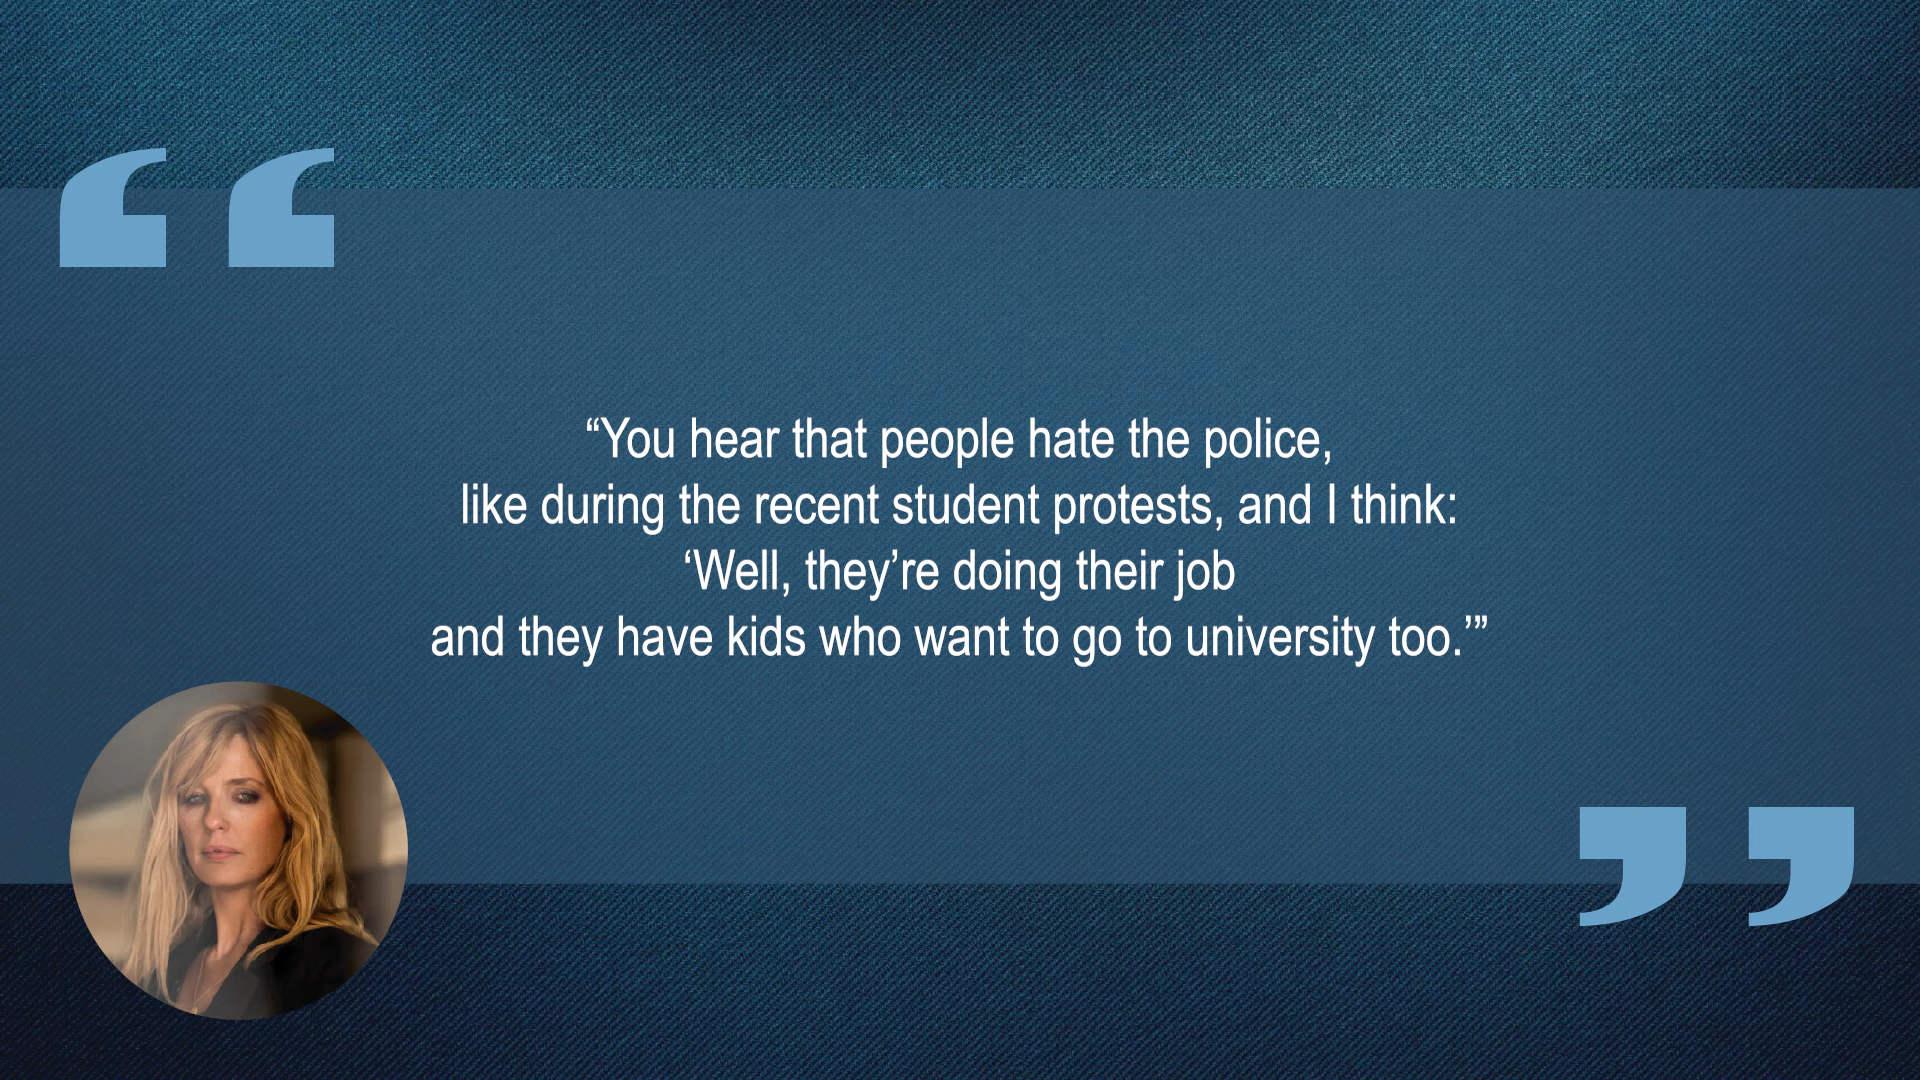 “You hear that people hate the police,
like during the recent student protests, and I think:
‘Well, they’re doing their job
and they have kids who want to go to university too.’”